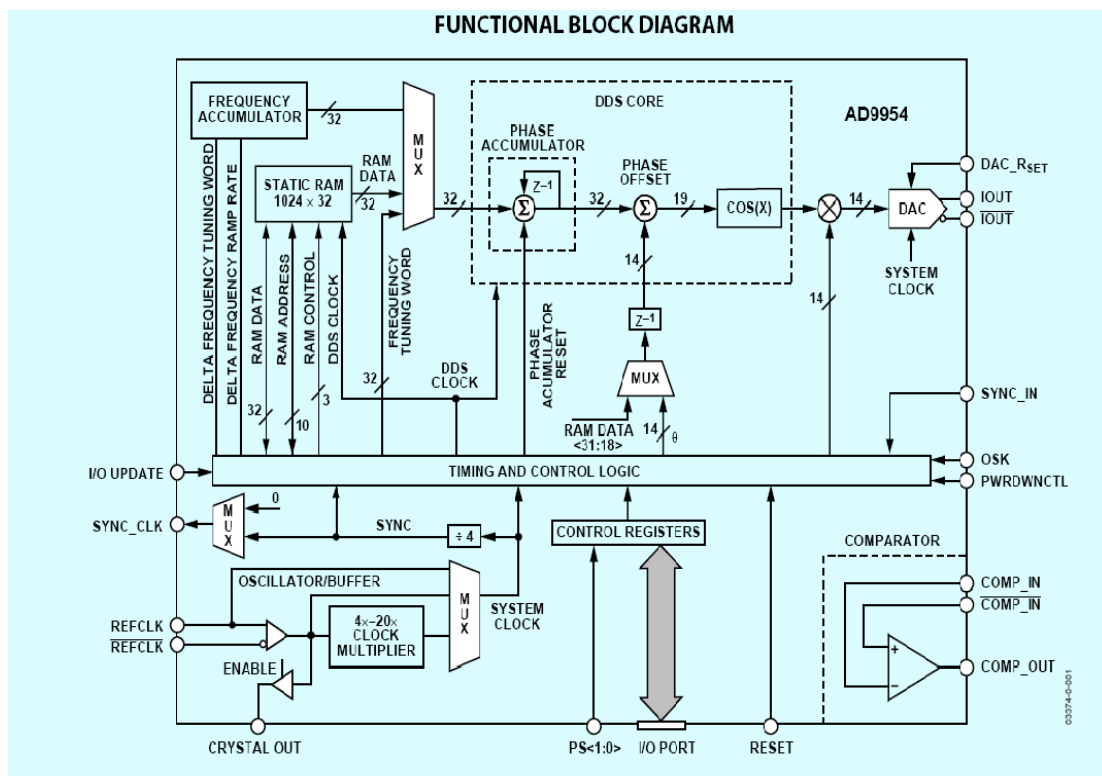 FUNCTIONAL BLOCK DIAGRAM
AD9954
DDS CORE
FREQUENCY
ACCUMULATOR
32
MUX
PHASE
ACCUMULATOR
Z–1
Σ
STATIC RAM
1024 x 32
RAM
DATA
32
32
32
PHASE
OFFSET
Σ
19
COS(X)
14
DAC
DAC_RSET
IOUT
IOUT
SYSTEM
CLOCK
DELTA FREQUENCY TUNING WORD
DELTA FREQUENCY RAMP RATE
RAM DATA
32
RAM ADDRESS
10
RAM CONTROL
3
DDS CLOCK
FREQUENCY
TUNING WORD
32
DDS
CLOCK
PHASE
ACUMULATOR
RESET
14
Z–1
MUX
RAM DATA
<31:18>
14
θ
14
SYNC_IN
I/O UPDATE
TIMING AND CONTROL LOGIC
OSK
PWRDWNCTL
SYNC_CLK
MUX
0
SYNC
÷ 4
CONTROL REGISTERS
COMPARATOR
OSCILLATOR/BUFFER
REFCLK
REFCLK
4×–20×
CLOCK
MULTIPLIER
MUX
SYSTEM
CLOCK
ENABLE
COMP_IN
COMP_IN
+
–
COMP_OUT
CRYSTAL OUT
PS<1:0>
I/O PORT
RESET
03374-0-001